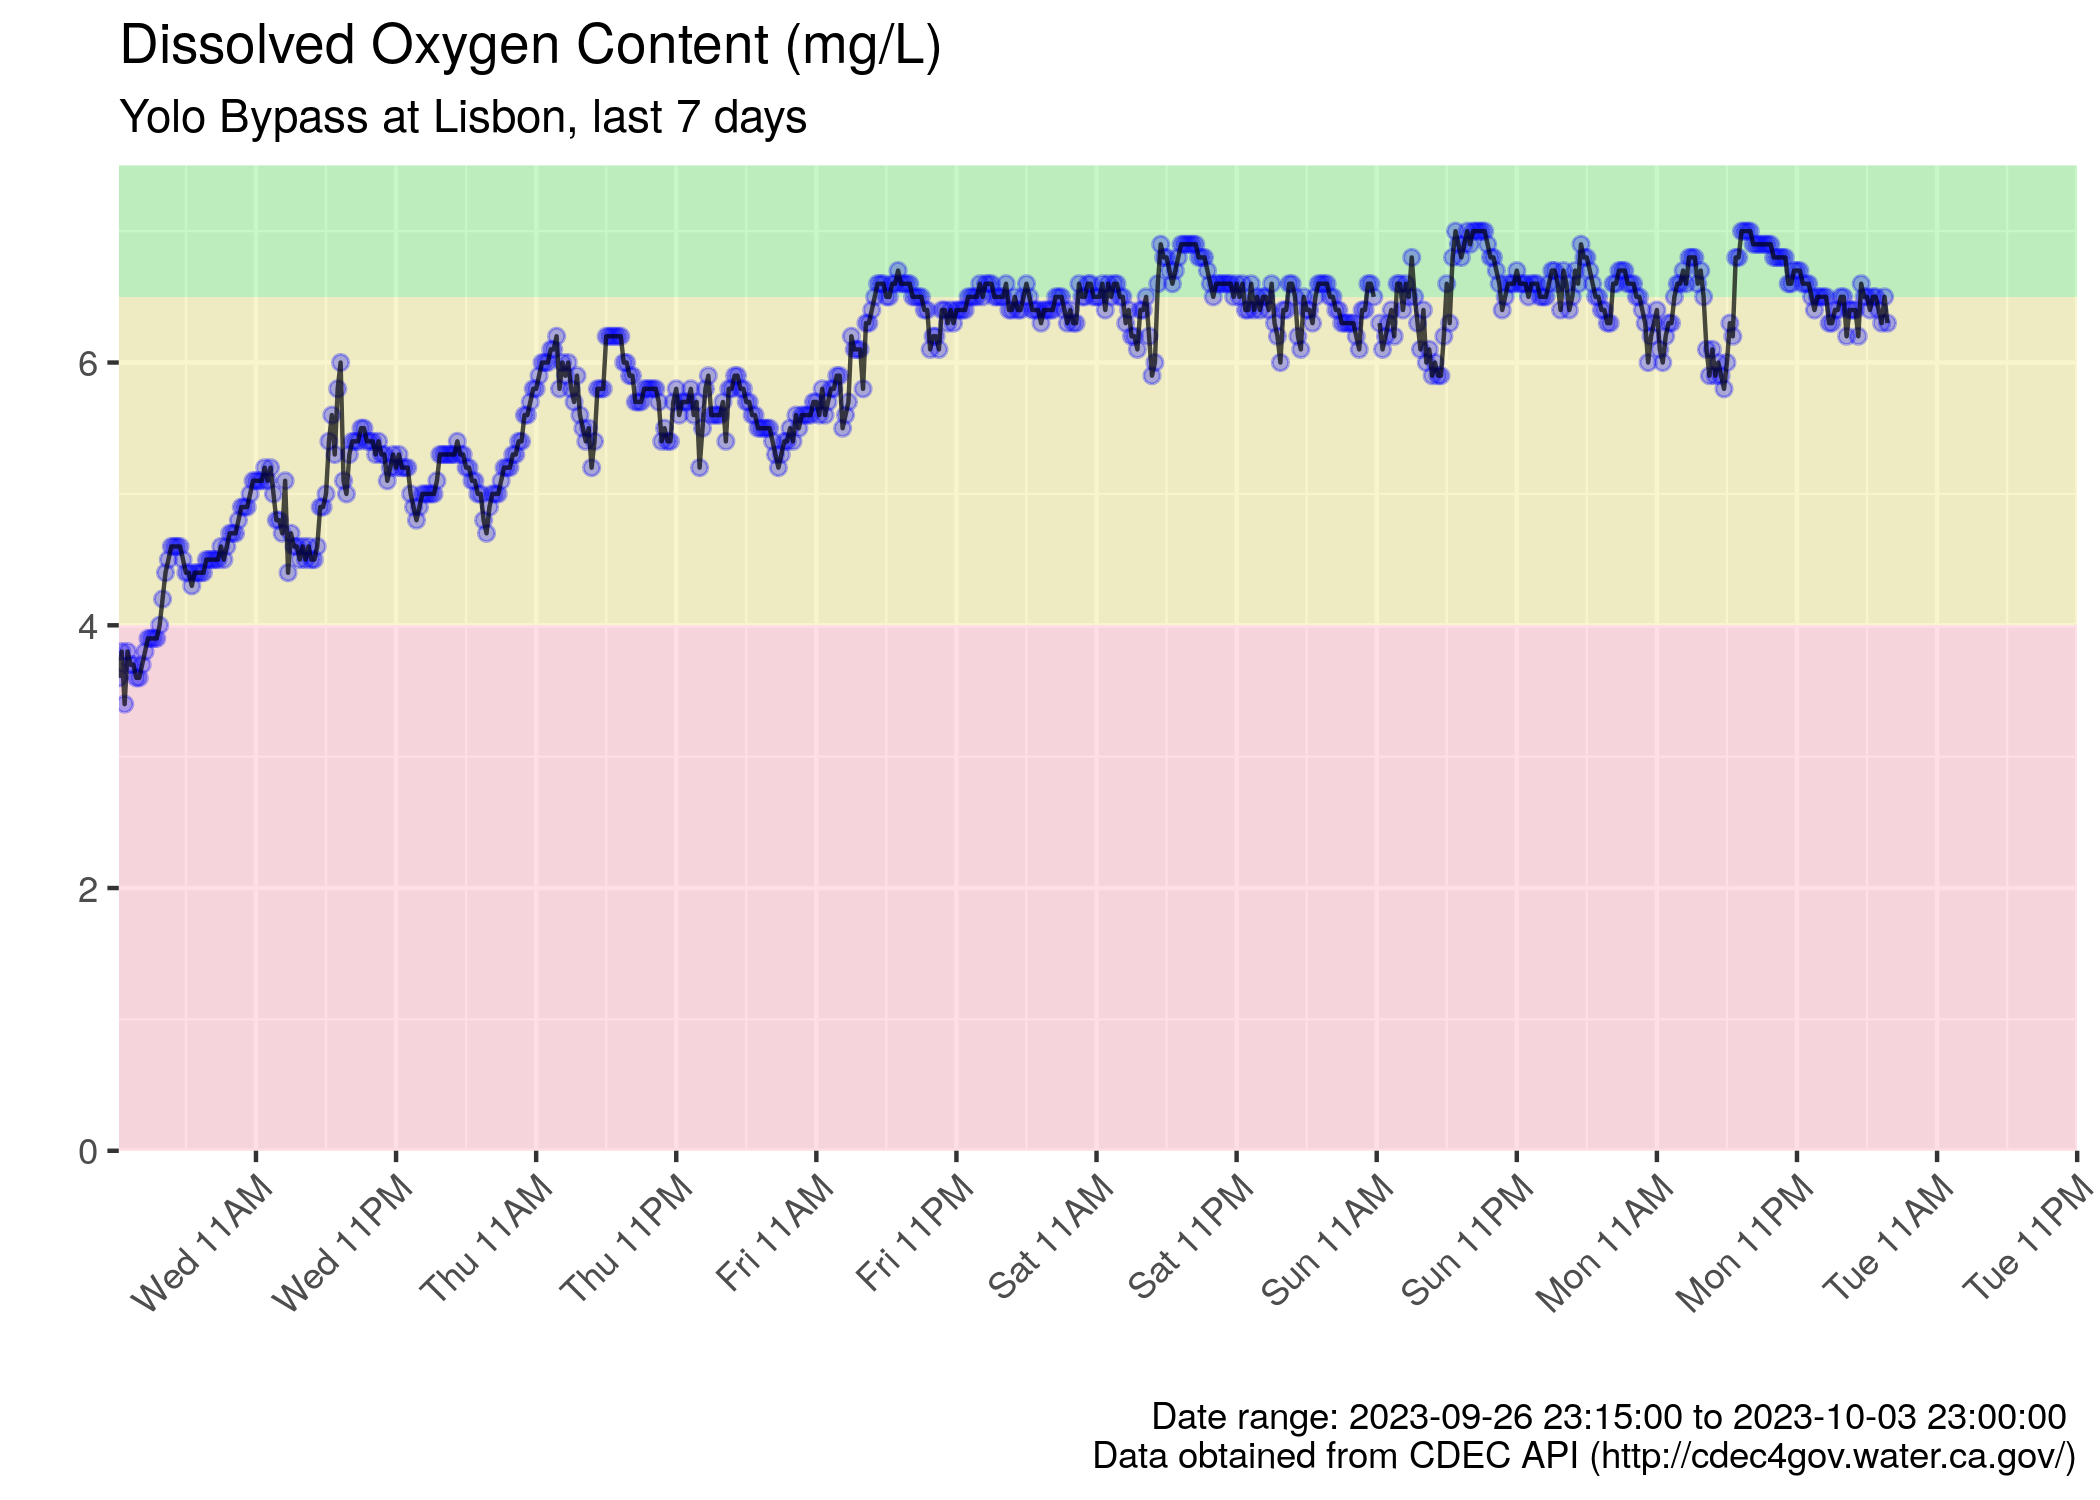 Dissolved Oxygen Content (mg/L)
Yolo Bypass at Lisbon, last 7 days
6
4
2
0
Wed 11AM
Wed 11PM
Thu 11AM
Thu 11PM
Fri 11AM
Fri 11PM
Sat 11AM
Sat 11PM
Sun 11AM
Sun 11PM
Mon 11AM
Mon 11PM
Tue 11AM
Tue 11PM
Date range: 2023-09-26 23:15:00 to 2023-10-03 23:00:00
Data obtained from CDEC API (http://cdec4gov.water.ca.gov/)